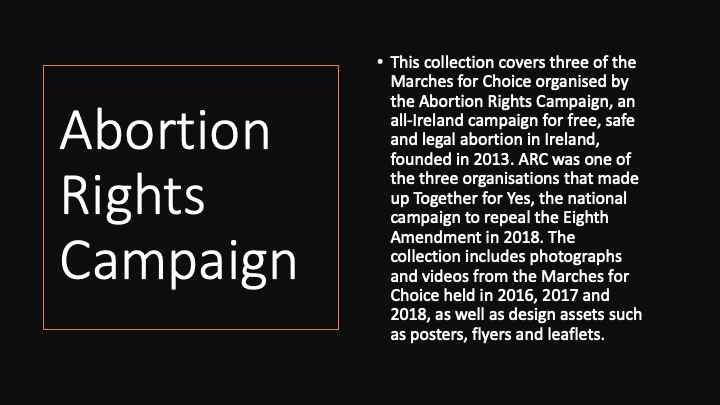 Abortion
Rights
Campaign
• This collection covers three of the
Marches for Choice organised by
the Abortion Rights Campaign, an
all-Ireland campaign for free, safe
and legal abortion in Ireland,
founded in 2013. ARC was one of
the three organisations that made
up Together for Yes, the national
campaign to repeal the Eighth
Amendment in 2018. The
collection includes photographs
and videos from the Marches for
Choice held in 2016, 2017 and
2018, as well as design assets such
as posters, flyers and leaflets.